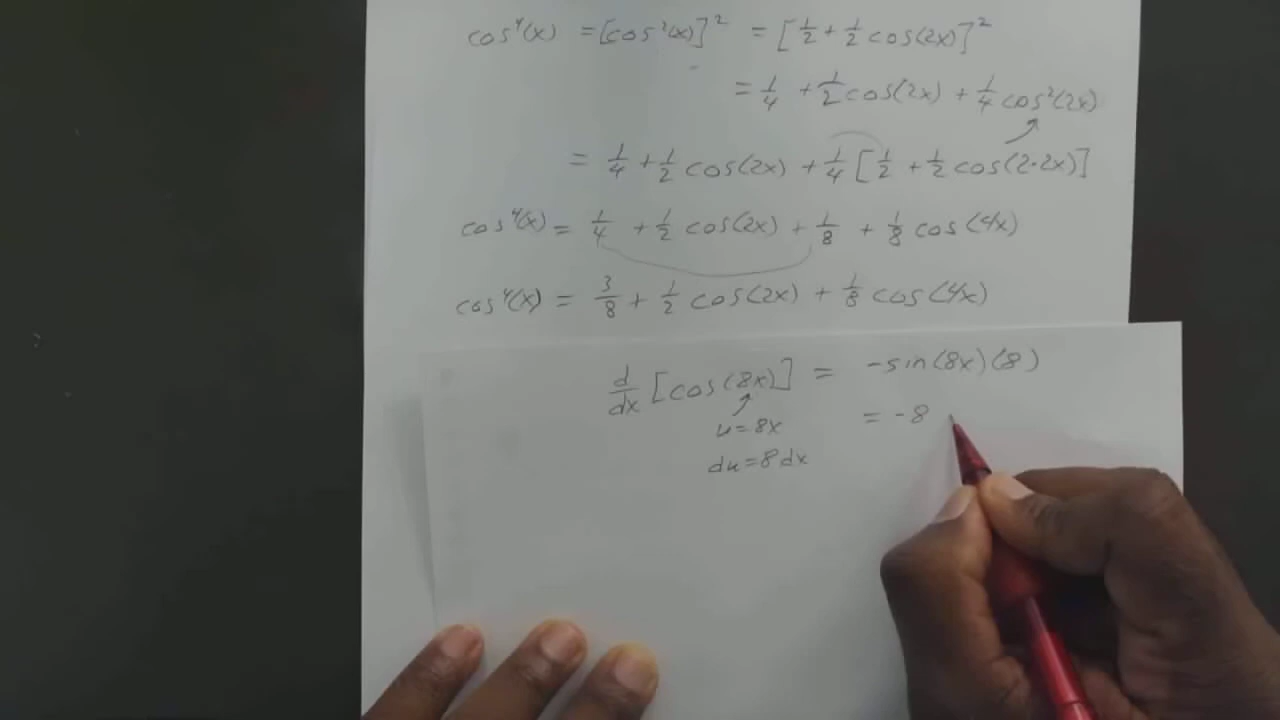 cos⁴(x) = [cos²(x)]² = [1/2 + 1/2 cos(2x)]²
= 1/4 + 1/2 cos(2x) + 1/4 cos²(2x)
= 1/4 + 1/2 cos(2x) + 1/4 [1/2 + 1/2 cos(2·2x)]
cos⁴(x) = 1/4 + 1/2 cos(2x) + 1/8 + 1/8 cos(4x)
cos⁴(x) = 3/8 + 1/2 cos(2x) + 1/8 cos(4x)
d/dx [cos(8x)] = -sin(8x)(8)
u=8x = -8
du=8dx